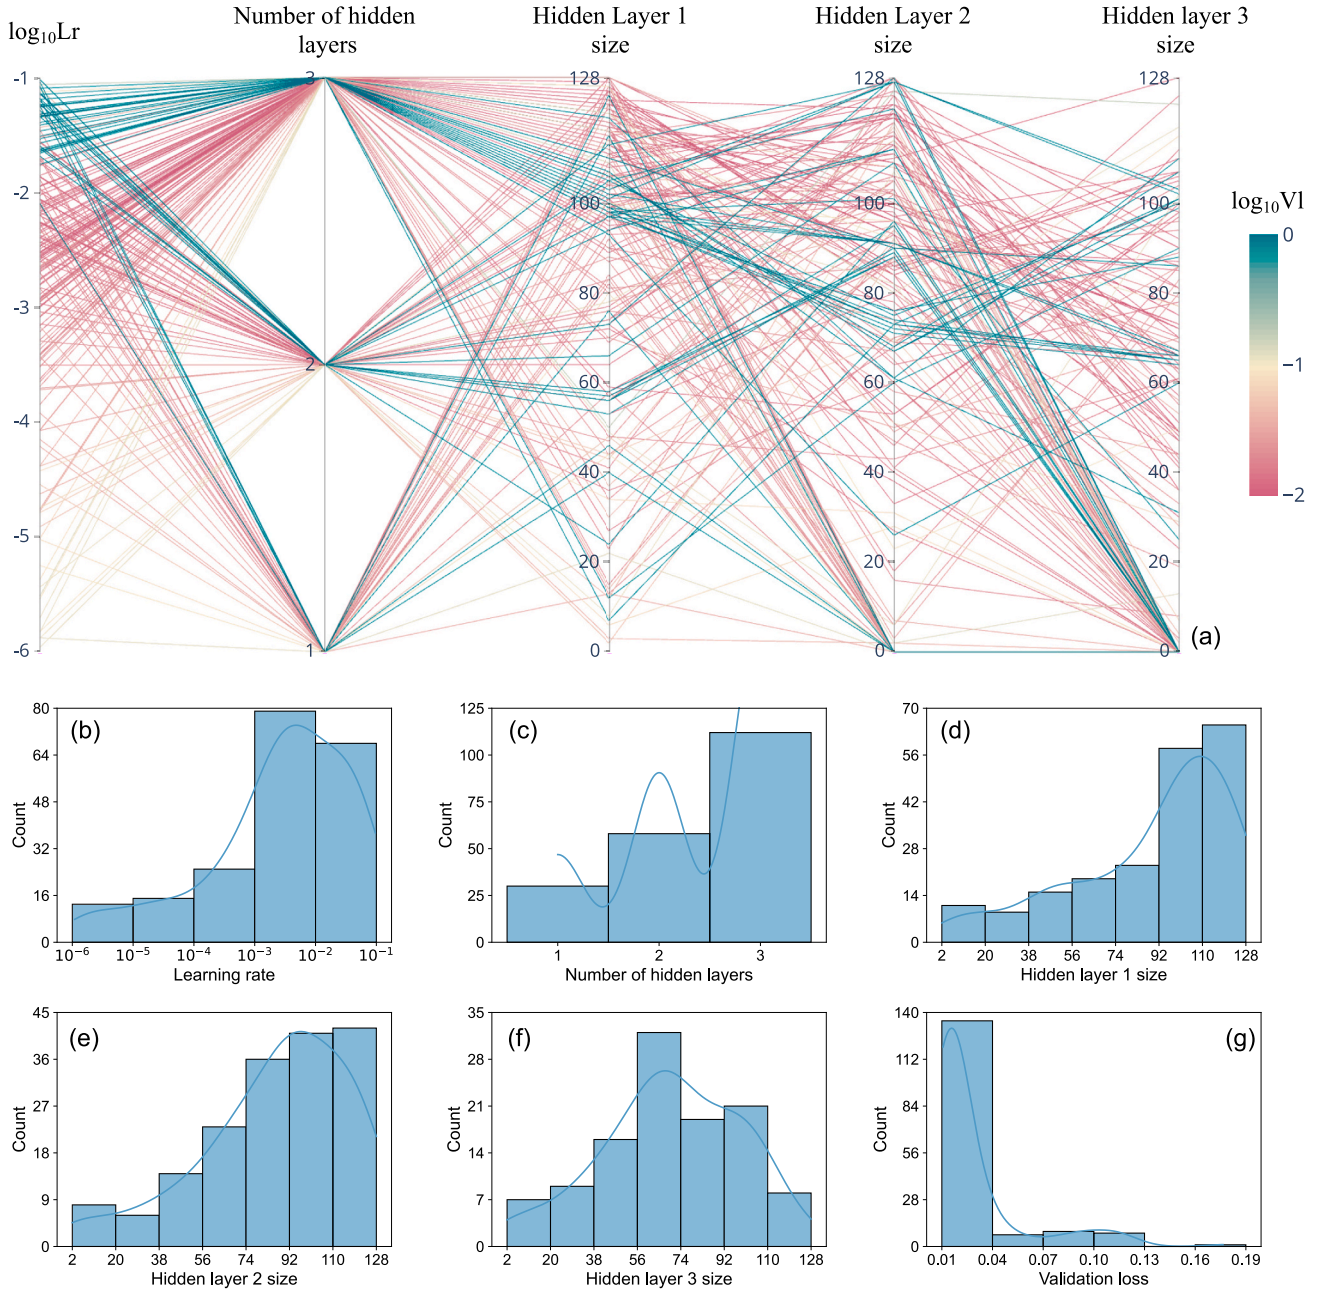 log₁₀Lr
Number of hidden
layers
Hidden Layer 1
size
Hidden Layer 2
size
Hidden layer 3
size
-1
-2
-3
-4
-5
-6
3
2
1
128
100
80
60
40
20
0
128
100
80
60
40
20
0
128
100
80
60
40
20
0
(a)
log₁₀Vl
0
−1
−2
(b)
80
64
48
32
16
0
Count
10⁻⁶ 10⁻⁵ 10⁻⁴ 10⁻³ 10⁻² 10⁻¹
Learning rate
(c)
125
100
75
50
25
0
Count
1 2 3
Number of hidden layers
(d)
70
56
42
28
14
0
Count
2 20 38 56 74 92 110 128
Hidden layer 1 size
(e)
45
36
27
18
9
0
Count
2 20 38 56 74 92 110 128
Hidden layer 2 size
(f)
35
28
21
14
7
0
Count
2 20 38 56 74 92 110 128
Hidden layer 3 size
(g)
140
112
84
56
28
0
Count
0.01 0.04 0.07 0.10 0.13 0.16 0.19
Validation loss